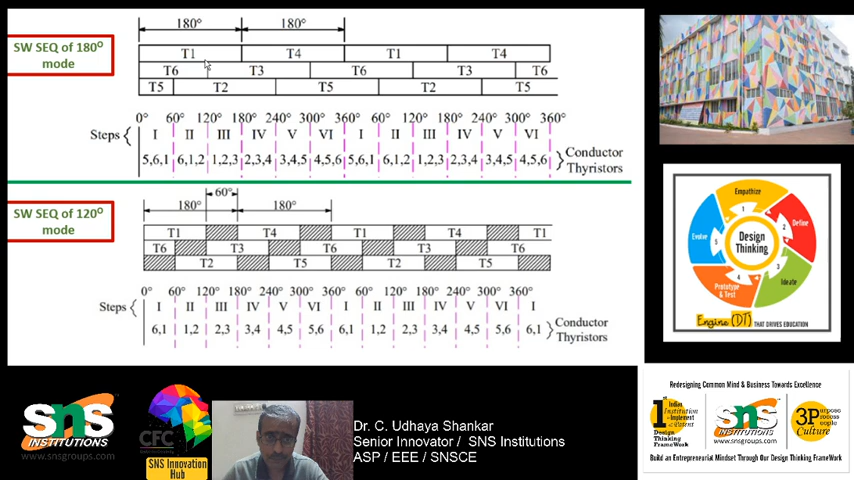 180° 180°
SW SEQ of 180⁰
mode
T1 T4 T1 T4
T6 T3 T6 T3 T6
T5 T2 T5 T2 T5
0° 60° 120° 180° 240° 300° 360° 60° 120° 180° 240° 300° 360°
Steps I II III IV V VI I II III IV V VI
5,6,1 6,1,2 1,2,3 2,3,4 3,4,5 4,5,6 5,6,1 6,1,2 1,2,3 2,3,4 3,4,5 4,5,6
Conductor
Thyristors
SW SEQ of 120⁰
mode
60°
180° 180°
T1 T4 T1 T4 T1
T6 T3 T6 T3 T6
T2 T5 T2 T5
0° 60° 120° 180° 240° 300° 360° 60° 120° 180° 240° 300° 360°
Steps I II III IV V VI I II III IV V VI I
6,1 1,2 2,3 3,4 4,5 5,6 6,1 1,2 2,3 3,4 4,5 5,6 6,1
Conductor
Thyristors
Empathize
Define
Ideate
Prototype
& Test
Evolve
1
2
3
4
5
Design
Thinking
Engine (DT) THAT DRIVES EDUCATION
sns
INSTITUTIONS
www.snsgroups.com
CFC
SNS Innovation
Hub
Dr. C. Udhaya Shankar
Senior Innovator / SNS Institutions
ASP / EEE / SNSCE
Redesigning Common Mind & Business Towards Excellence
Indian
Institution
Implement
Design
Thinking
FrameWork
sns
INSTITUTIONS
www.snsgroups.com
3P
Culture
Build an Entrepreneurial Mindset Through Our Design Thinking FrameWork